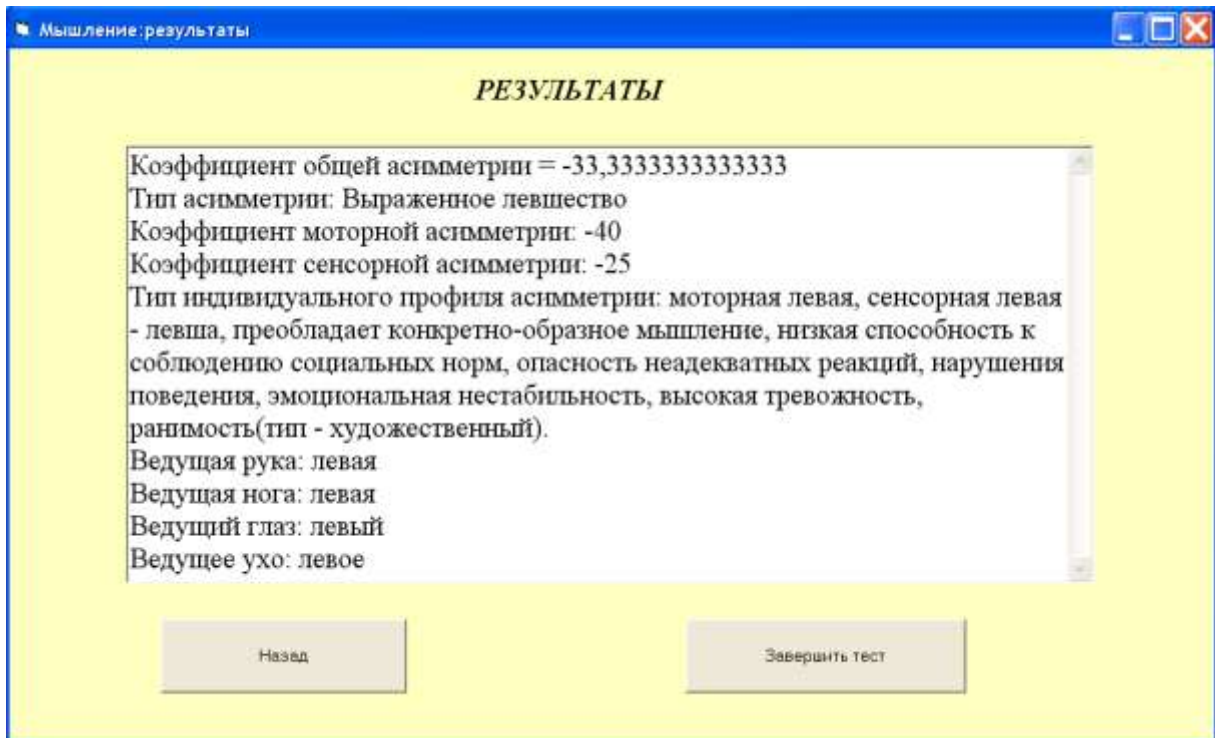 Мышление:результаты
РЕЗУЛЬТАТЫ
Коэффициент общей асимметрии = -33,3333333333333
Тип асимметрии: Выраженное левшество
Коэффициент моторной асимметрии: -40
Коэффициент сенсорной асимметрии: -25
Тип индивидуального профиля асимметрии: моторная левая, сенсорная левая
- левша, преобладает конкретно-образное мышление, низкая способность к
соблюдению социальных норм, опасность неадекватных реакций, нарушения
поведения, эмоциональная нестабильность, высокая тревожность,
ранимость(тип - художественный).
Ведущая рука: левая
Ведущая нога: левая
Ведущий глаз: левый
Ведущее ухо: левое
Назад
Завершить тест